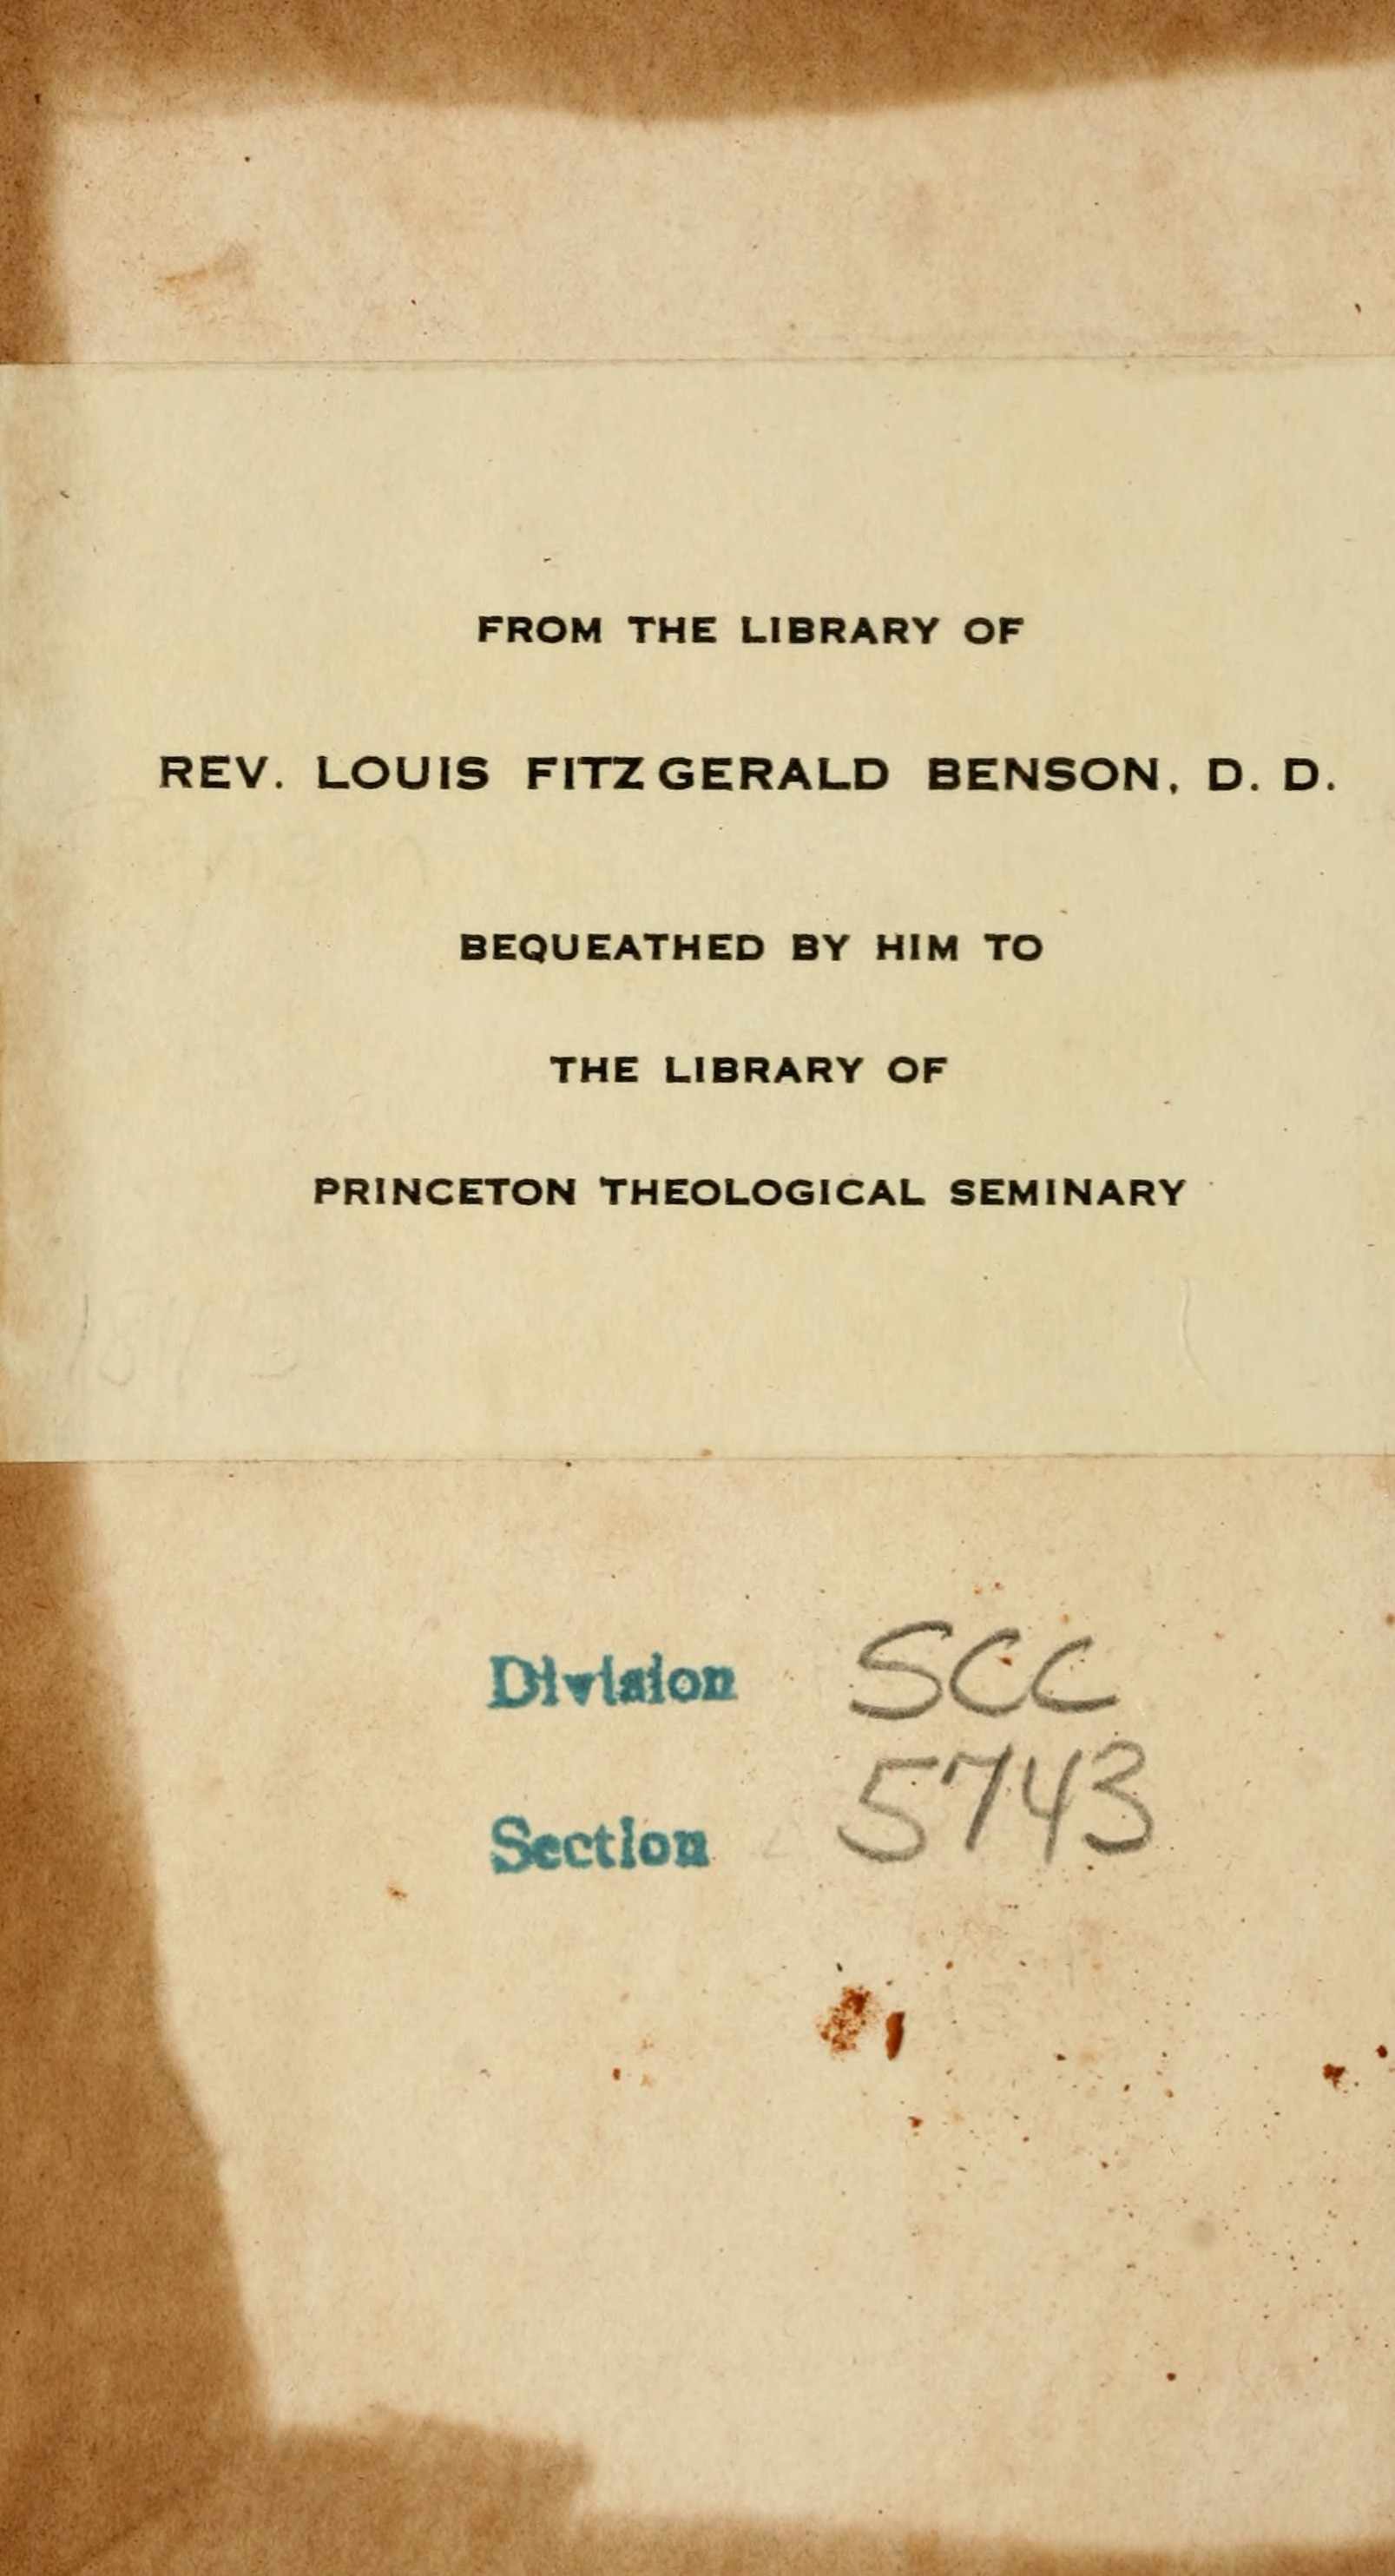 FROM THE LIBRARY OF
REV. LOUIS FITZGERALD BENSON, D. D.
BEQUEATHED BY HIM TO
THE LIBRARY OF
PRINCETON THEOLOGICAL SEMINARY
Division SCC
Section 5743